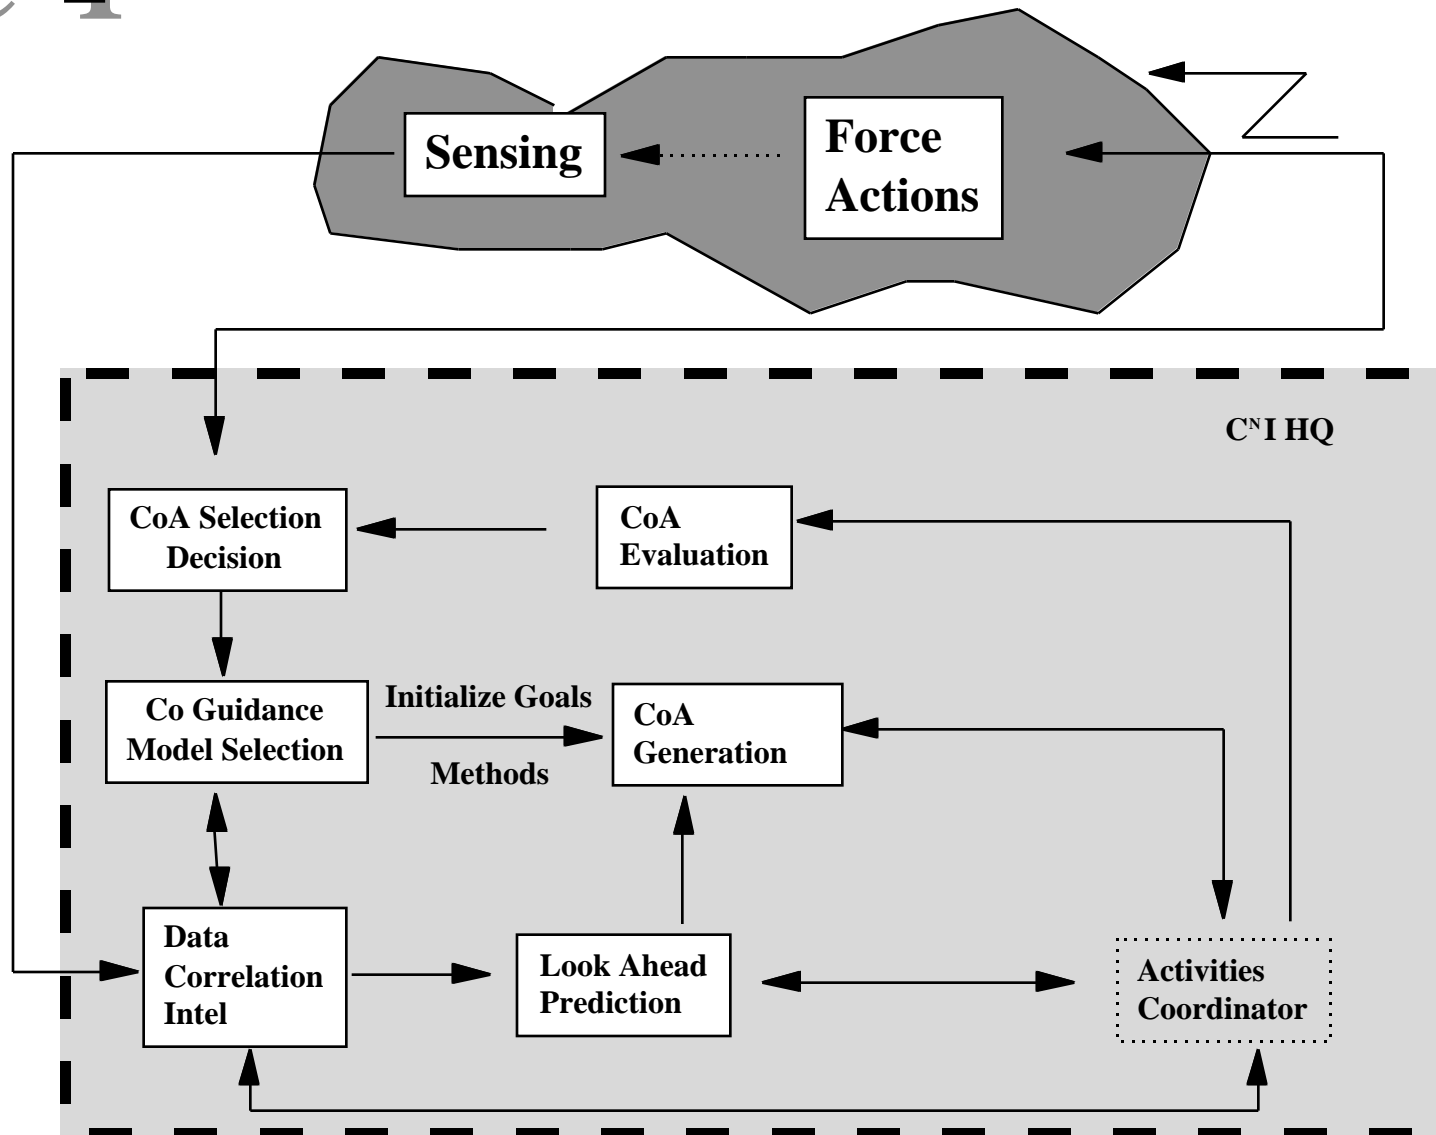 Sensing
Force
Actions
CᴺI HQ
CoA Selection
Decision
CoA
Evaluation
Co Guidance
Model Selection
Initialize Goals
Methods
CoA
Generation
Data
Correlation
Intel
Look Ahead
Prediction
Activities
Coordinator